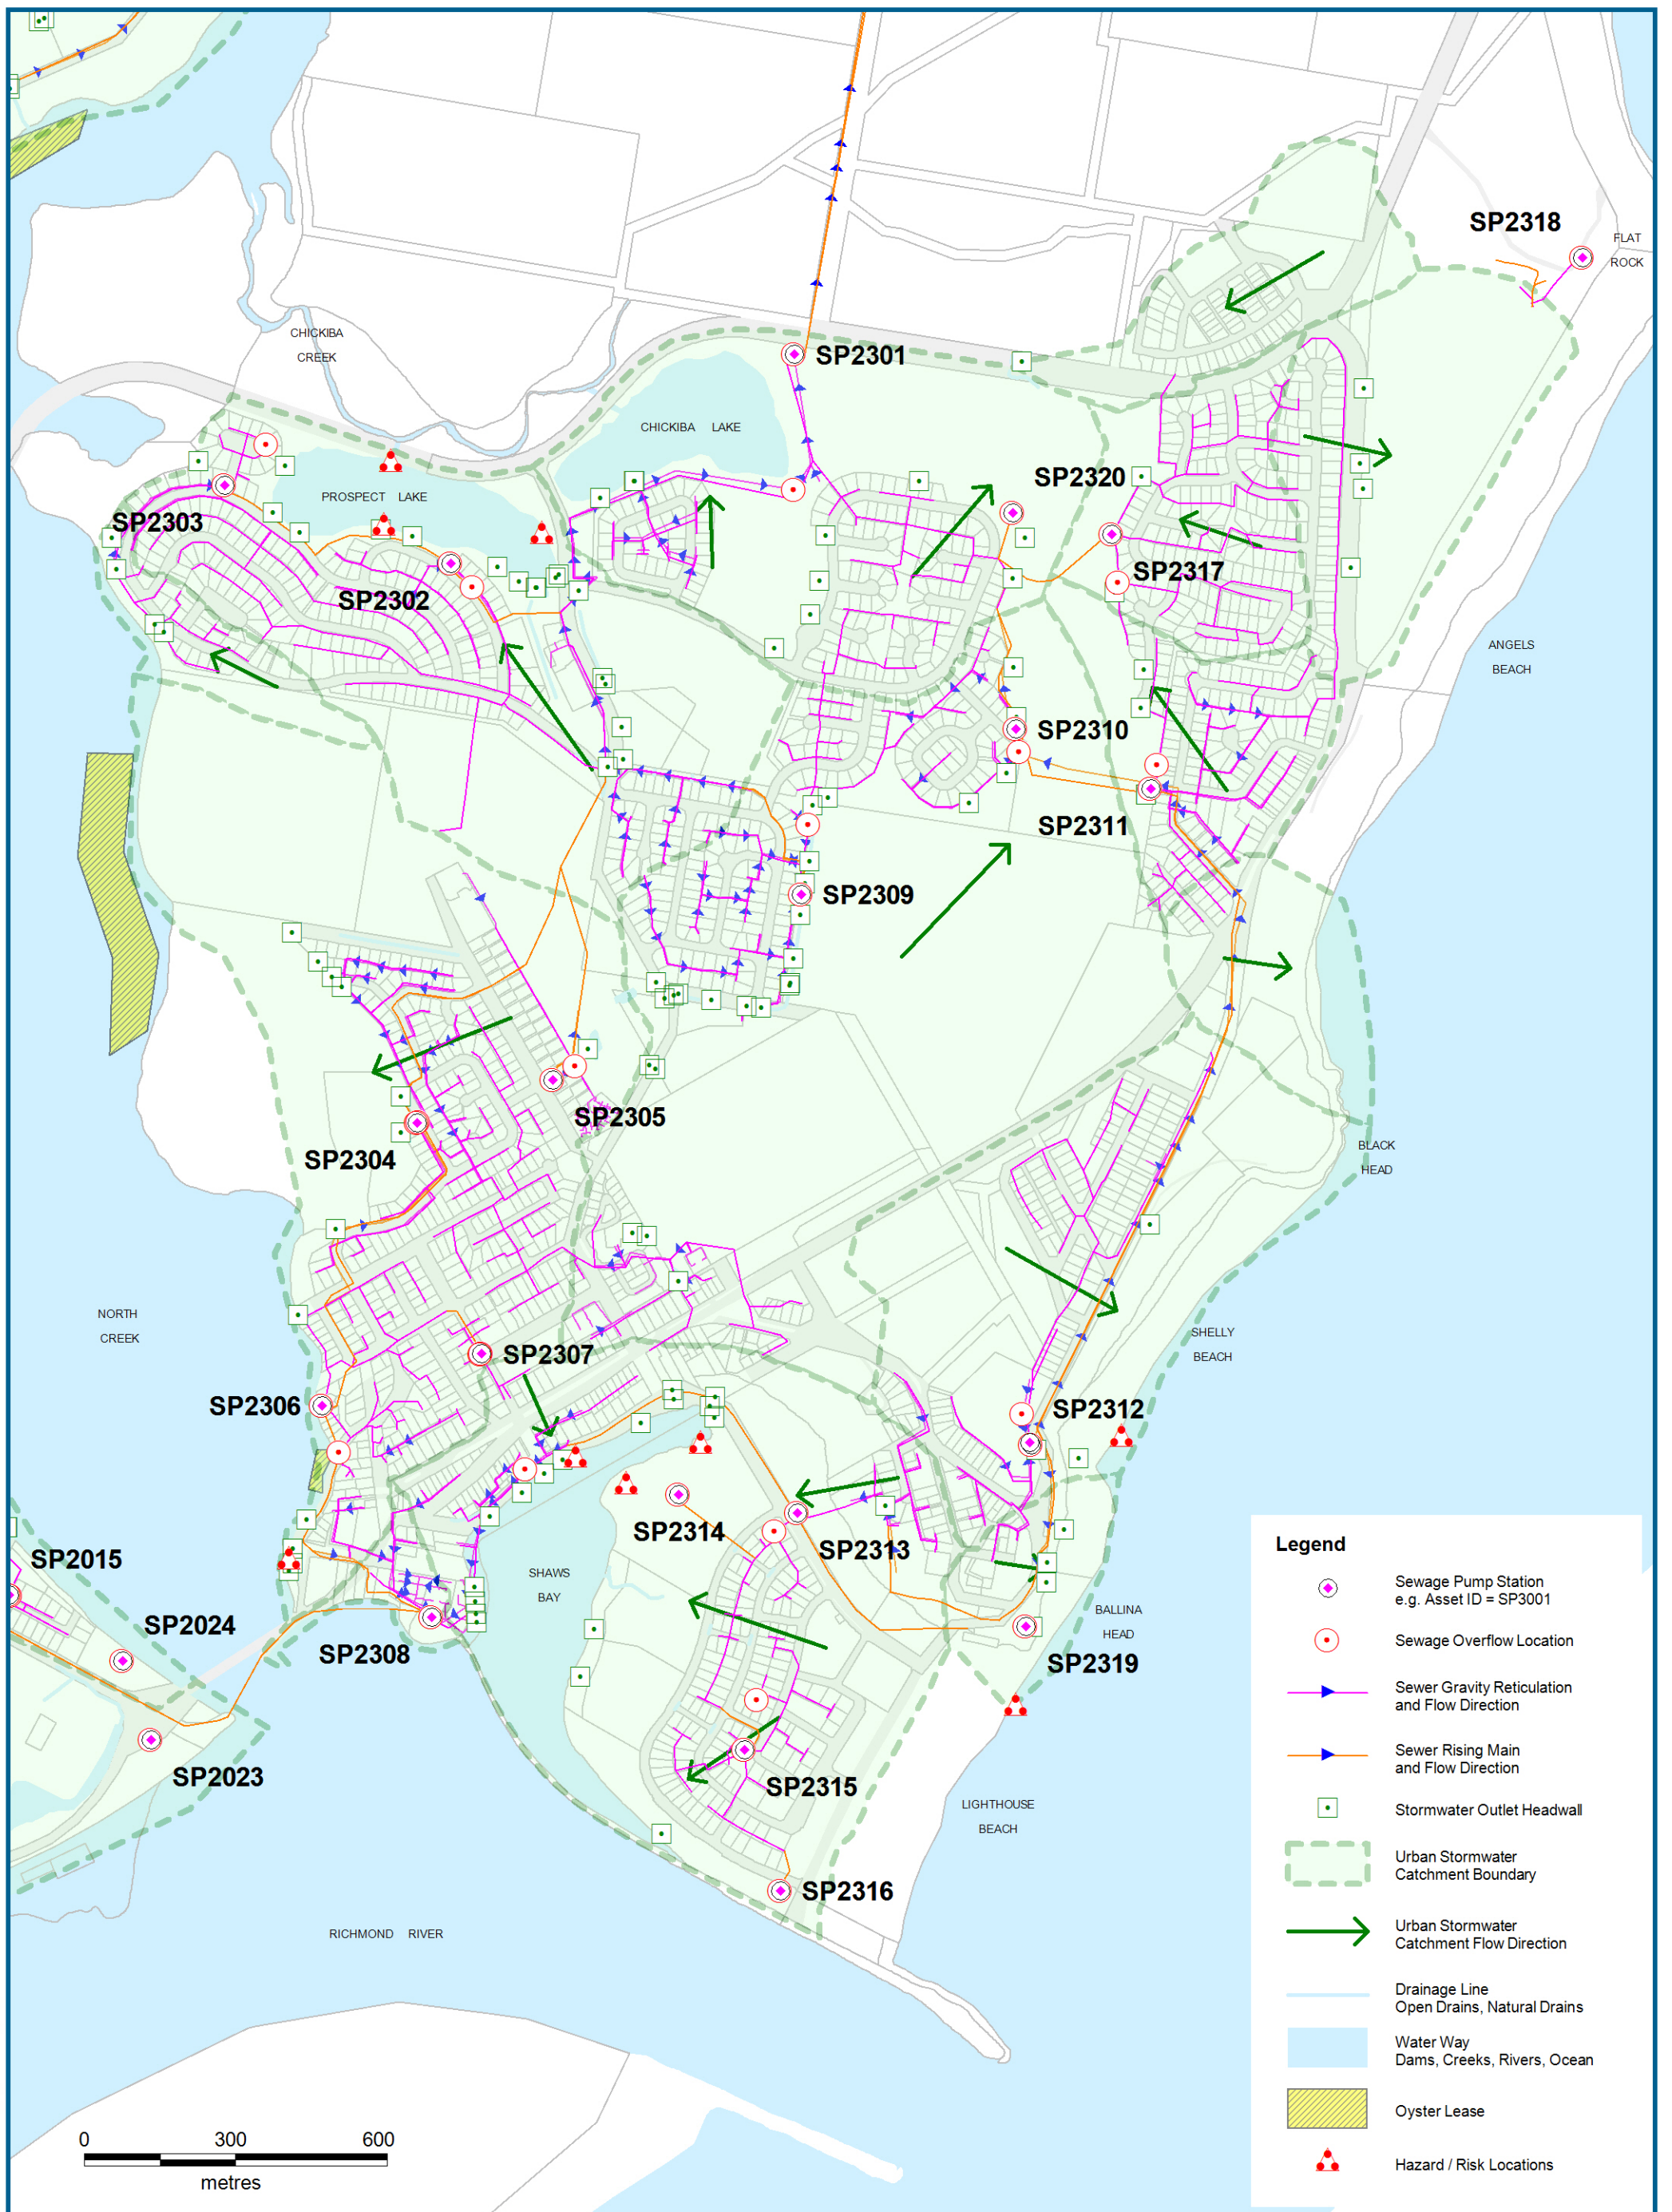 SP2318
FLAT
ROCK
CHICKIBA
CREEK
SP2301
CHICKIBA LAKE
SP2320
PROSPECT LAKE
SP2303
SP2317
SP2302
ANGELS
BEACH
SP2310
SP2311
SP2309
SP2305
BLACK
HEAD
SP2304
NORTH
CREEK
SHELLY
BEACH
SP2307
SP2306
SP2312
SP2314
SP2313
SP2015
SHAWS
BAY
SP2024
BALLINA
HEAD
SP2308
SP2319
SP2023
SP2315
LIGHTHOUSE
BEACH
SP2316
RICHMOND RIVER
0 300 600
metres
Legend
Sewage Pump Station
e.g. Asset ID = SP3001
Sewage Overflow Location
Sewer Gravity Reticulation
and Flow Direction
Sewer Rising Main
and Flow Direction
Stormwater Outlet Headwall
Urban Stormwater
Catchment Boundary
Urban Stormwater
Catchment Flow Direction
Drainage Line
Open Drains, Natural Drains
Water Way
Dams, Creeks, Rivers, Ocean
Oyster Lease
Hazard / Risk Locations